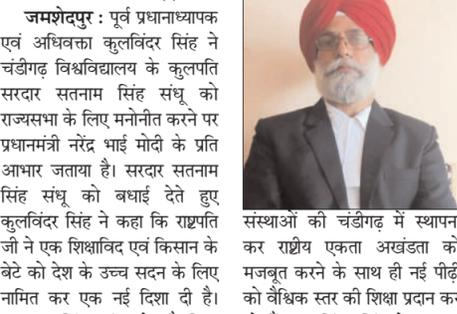 जमशेदपुर : पूर्व प्रधानाध्यापक
एवं अधिवक्ता कुलविंदर सिंह ने
चंडीगढ़ विश्वविद्यालय के कुलपति
सरदार सतनाम सिंह संधू को
राज्यसभा के लिए मनोनीत करने पर
प्रधानमंत्री नरेंद्र भाई मोदी के प्रति
आभार जताया है। सरदार सतनाम
सिंह संधू को बधाई देते हुए
कुलविंदर सिंह ने कहा कि राष्ट्रपति
जी ने एक शिक्षाविद एवं किसान के
बेटे को देश के उच्च सदन के लिए
नामित कर एक नई दिशा दी है।
संस्थाओं की चंडीगढ़ में स्थापन
कर राष्ट्रीय एकता अखंडता को
मजबूत करने के साथ ही नई पीढ़ी
को वैश्विक स्तर की शिक्षा प्रदान कर